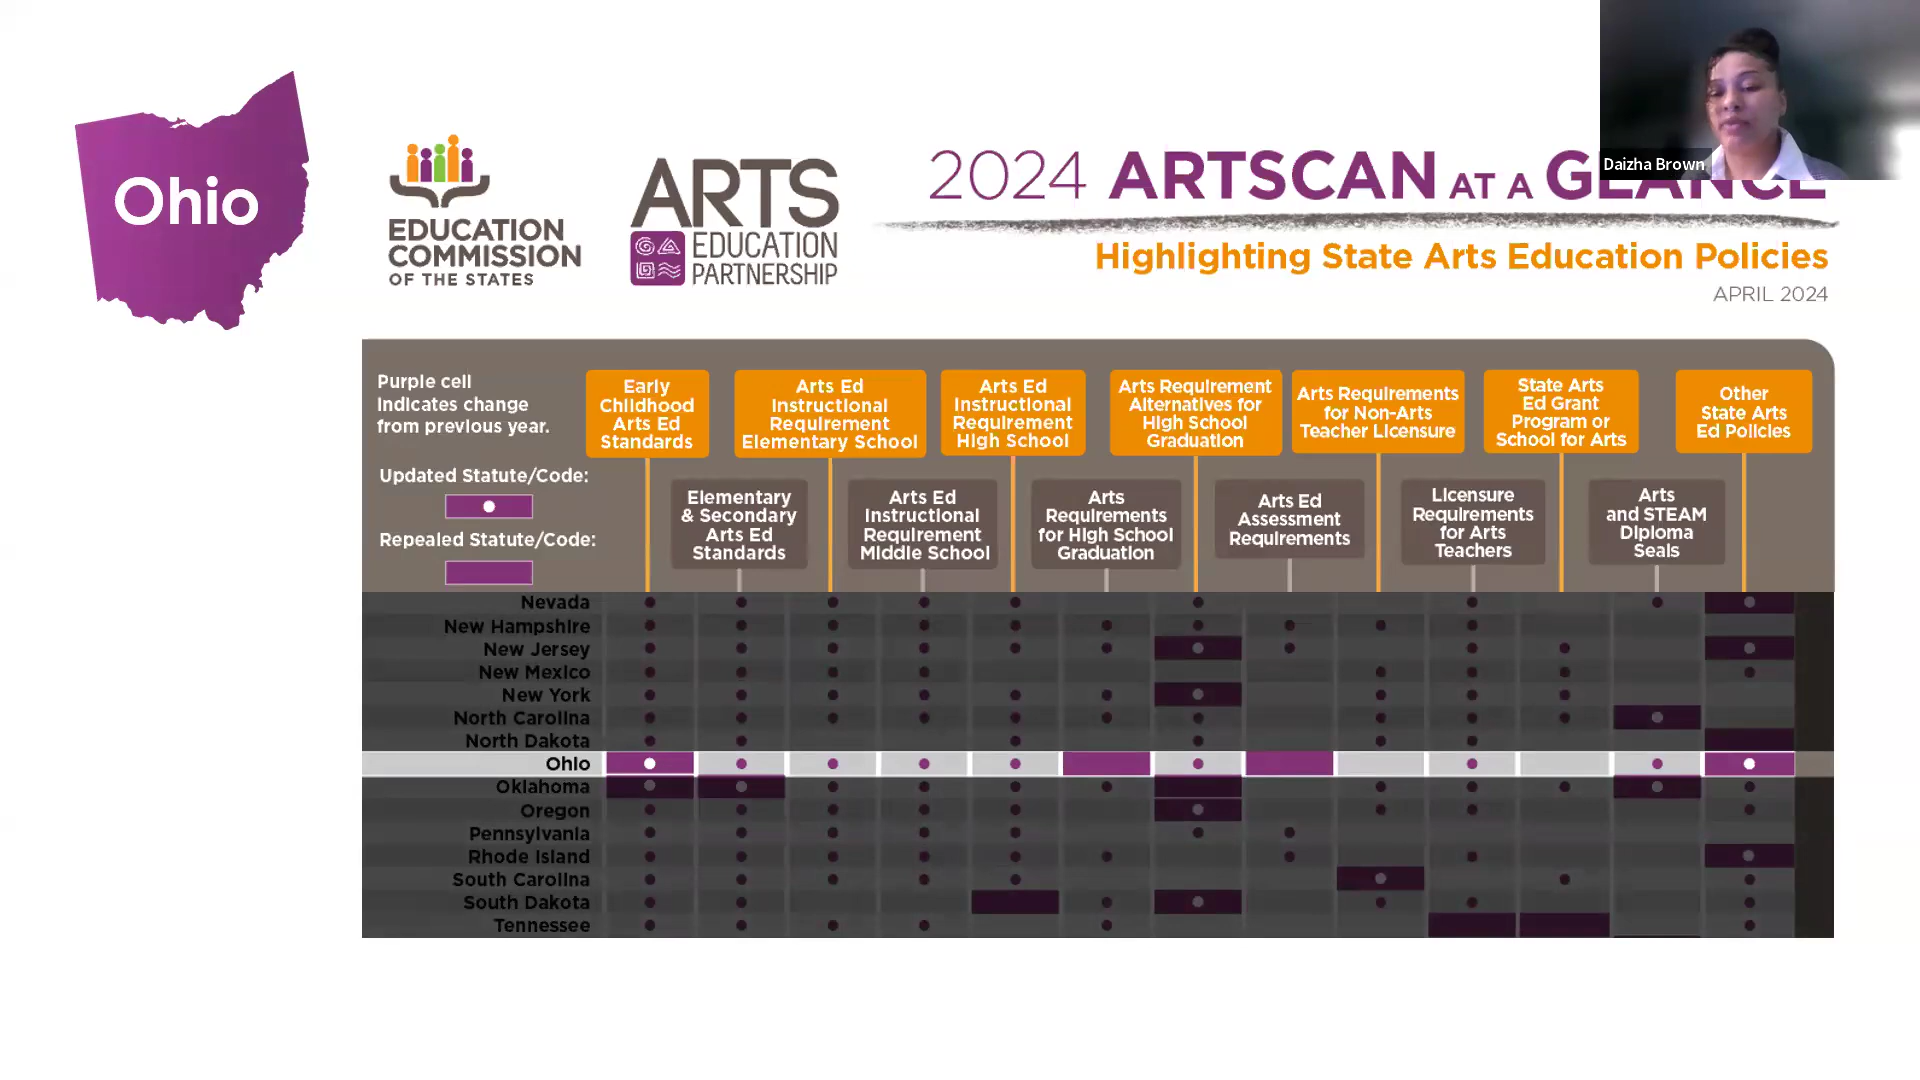 Ohio
EDUCATION
COMMISSION
OF THE STATES
ARTS
EDUCATION
PARTNERSHIP
2024 ARTSCAN AT A GLANCE
Daizha Brown
Highlighting State Arts Education Policies
APRIL 2024
Purple cell
indicates change
from previous year.
Updated Statute/Code:
Repealed Statute/Code:
Early
Childhood
Arts Ed
Standards
Elementary
& Secondary
Arts Ed
Standards
Arts Ed
Instructional
Requirement
Elementary School
Arts Ed
Instructional
Requirement
Middle School
Arts Ed
Instructional
Requirement
High School
Arts
Requirements
for High School
Graduation
Arts Requirement
Alternatives for
High School
Graduation
Arts Ed
Assessment
Requirements
Arts Requirements
for Non-Arts
Teacher Licensure
Licensure
Requirements
for Arts
Teachers
State Arts
Ed Grant
Program or
School for Arts
Arts
and STEAM
Diploma
Seals
Other
State Arts
Ed Policies
Nevada
New Hampshire
New Jersey
New Mexico
New York
North Carolina
North Dakota
Ohio
Oklahoma
Oregon
Pennsylvania
Rhode Island
South Carolina
South Dakota
Tennessee